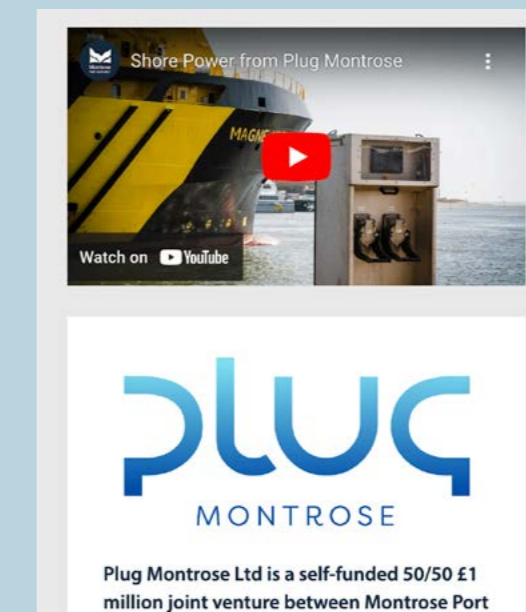 Montrose
Shore Power from Plug Montrose
Watch on YouTube
plug
MONTROSE
Plug Montrose Ltd is a self-funded 50/50 £1
million joint venture between Montrose Port